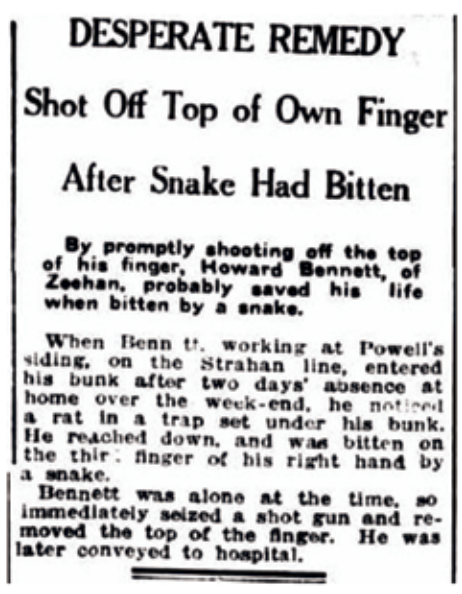 DESPERATE REMEDY
Shot Off Top of Own Finger
After Snake Had Bitten
By promptly shooting off the top
of his finger, Howard Bennett, of
Zeehan, probably saved his life
when bitten by a snake.
When Benn tt, working at Powell's
siding, on the Strahan line, entered
his bunk after two days' absence at
home over the week-end, he noticed
a rat in a trap set under his bunk.
He reached down, and was bitten on
the thir finger of his right hand by
a snake.
Bennett was alone at the time, so
immediately seized a shot gun and re-
moved the top of the finger. He was
later conveyed to hospital.